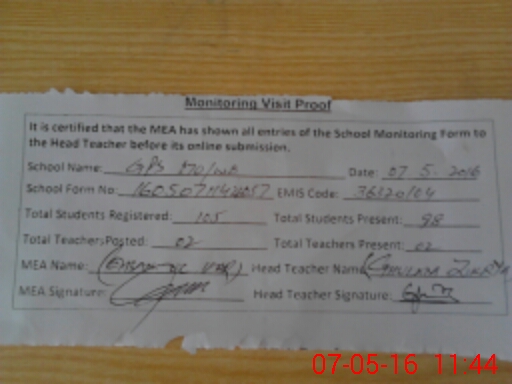 Monitoring Visit Proof
It is certified that the MEA has shown all entries of the School Monitoring Form to
the Head Teacher before its online submission.
School Name: GPS Date: 07.5.2016
School Form No: EMIS Code:
Total Students Registered: 105 Total Students Present: 98
Total TeachersPosted: 02 Total Teachers Present: 02
MEA Name: Head Teacher Name (GHULAM
MEA Signature: Head Teacher Signature:
07-05-16 11:44